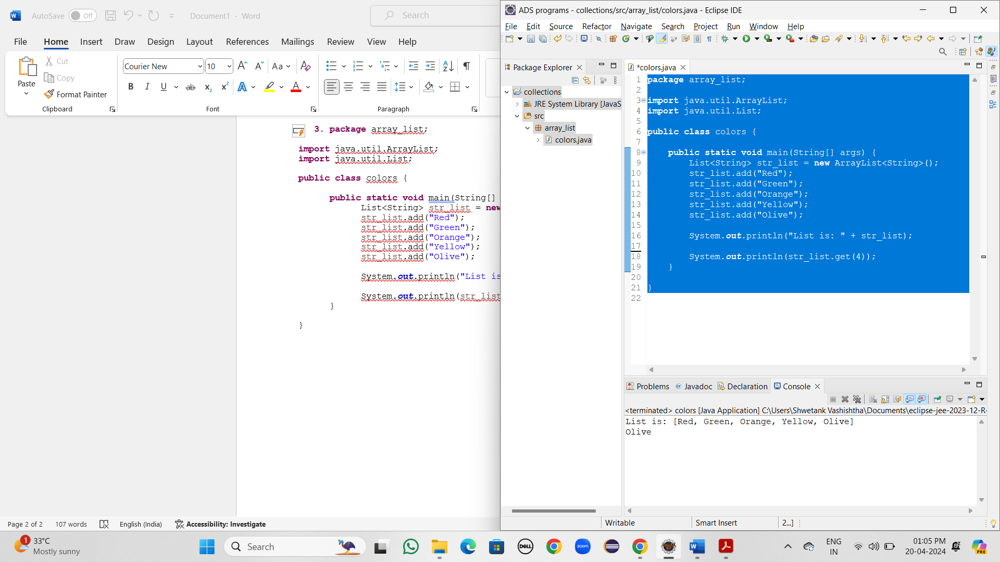 AutoSave Off Document1 - Word Search
File Home Insert Draw Design Layout References Mailings Review View Help
Paste Cut Copy Format Painter
Courier New 10
Clipboard Font Paragraph
3. package array_list;
import java.util.ArrayList;
import java.util.List;
public class colors {
public static void main(String[]
List<String> str_list = new
str_list.add("Red");
str_list.add("Green");
str_list.add("Orange");
str_list.add("Yellow");
str_list.add("Olive");
System.out.println("List is
System.out.println(str_list
}
}
Page 2 of 2 107 words English (India) Accessibility: Investigate
ADS programs - collections/src/array_list/colors.java - Eclipse IDE
File Edit Source Refactor Navigate Search Project Run Window Help
Package Explorer
collections
JRE System Library [JavaS
src
array_list
colors.java
*colors.java
1 package array_list;
2
3 import java.util.ArrayList;
4 import java.util.List;
5
6 public class colors {
7
8 public static void main(String[] args) {
9 List<String> str_list = new ArrayList<String>();
10 str_list.add("Red");
11 str_list.add("Green");
12 str_list.add("Orange");
13 str_list.add("Yellow");
14 str_list.add("Olive");
15
16 System.out.println("List is: " + str_list);
17
18 System.out.println(str_list.get(4));
19 }
20
21 }
22
Problems Javadoc Declaration Console
<terminated> colors [Java Application] C:\Users\Shwetank Vashishtha\Documents\eclipse-jee-2023-12-R-
List is: [Red, Green, Orange, Yellow, Olive]
Olive
Writable Smart Insert 2...]
1 33°C
Mostly sunny
Search
DELL
zoom
ENG
IN
01:05 PM
20-04-2024
PRE